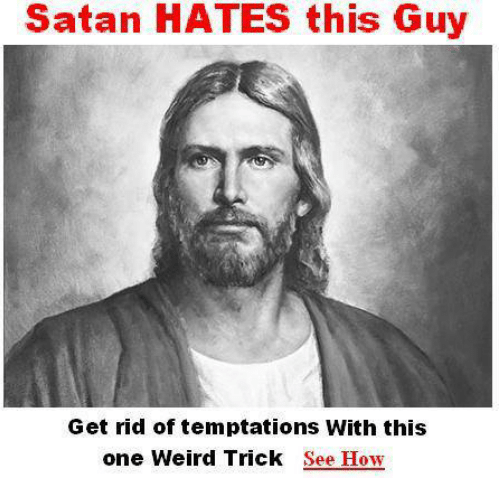 Satan HATES this Guy
Get rid of temptations With this
one Weird Trick See How